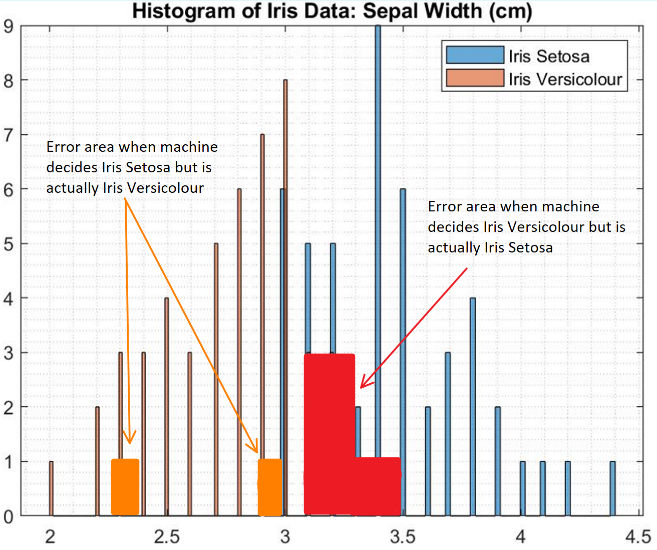 Histogram of Iris Data: Sepal Width (cm)
9
8
7
6
5
4
3
2
1
0
Iris Setosa
Iris Versicolour
Error area when machine
decides Iris Setosa but is
actually Iris Versicolour
Error area when machine
decides Iris Versicolour but is
actually Iris Setosa
2
2.5
3
3.5
4
4.5